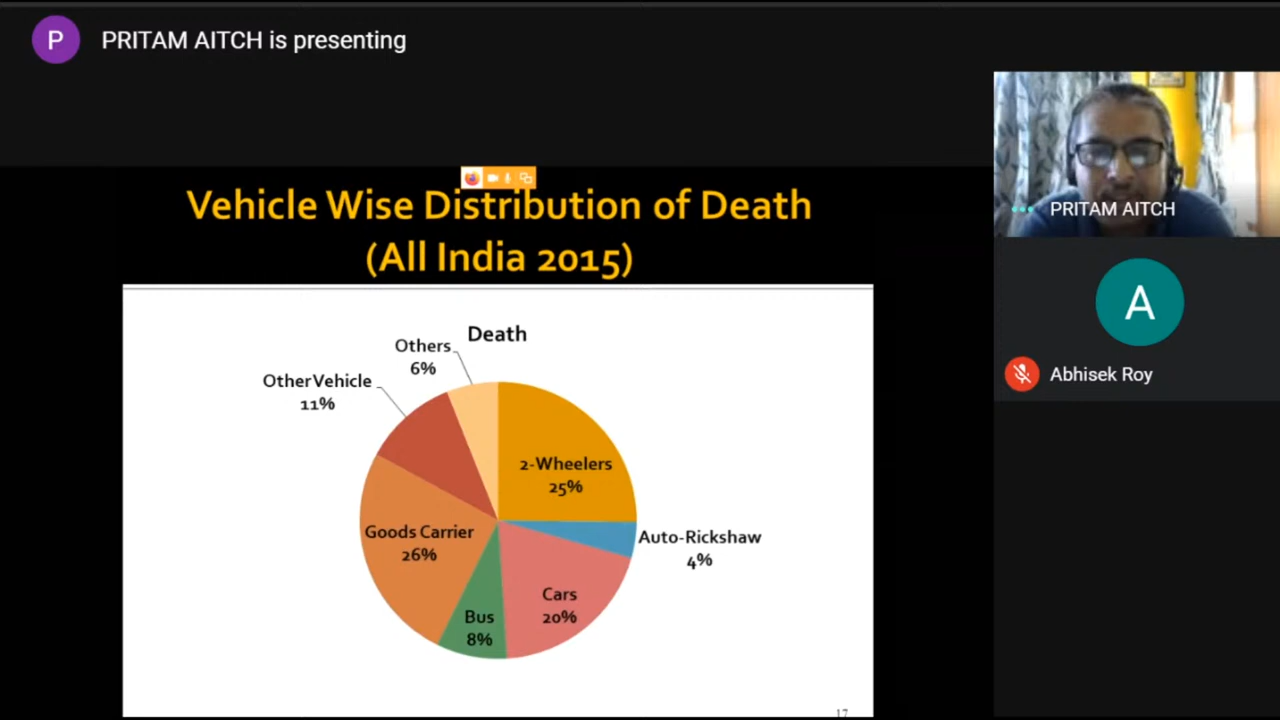 P
PRITAM AITCH is presenting
Vehicle Wise Distribution of Death
(All India 2015)
Death
Others
6%
OtherVehicle
11%
2-Wheelers
25%
Goods Carrier
26%
Auto-Rickshaw
4%
Cars
20%
Bus
8%
17
PRITAM AITCH
A
Abhisek Roy